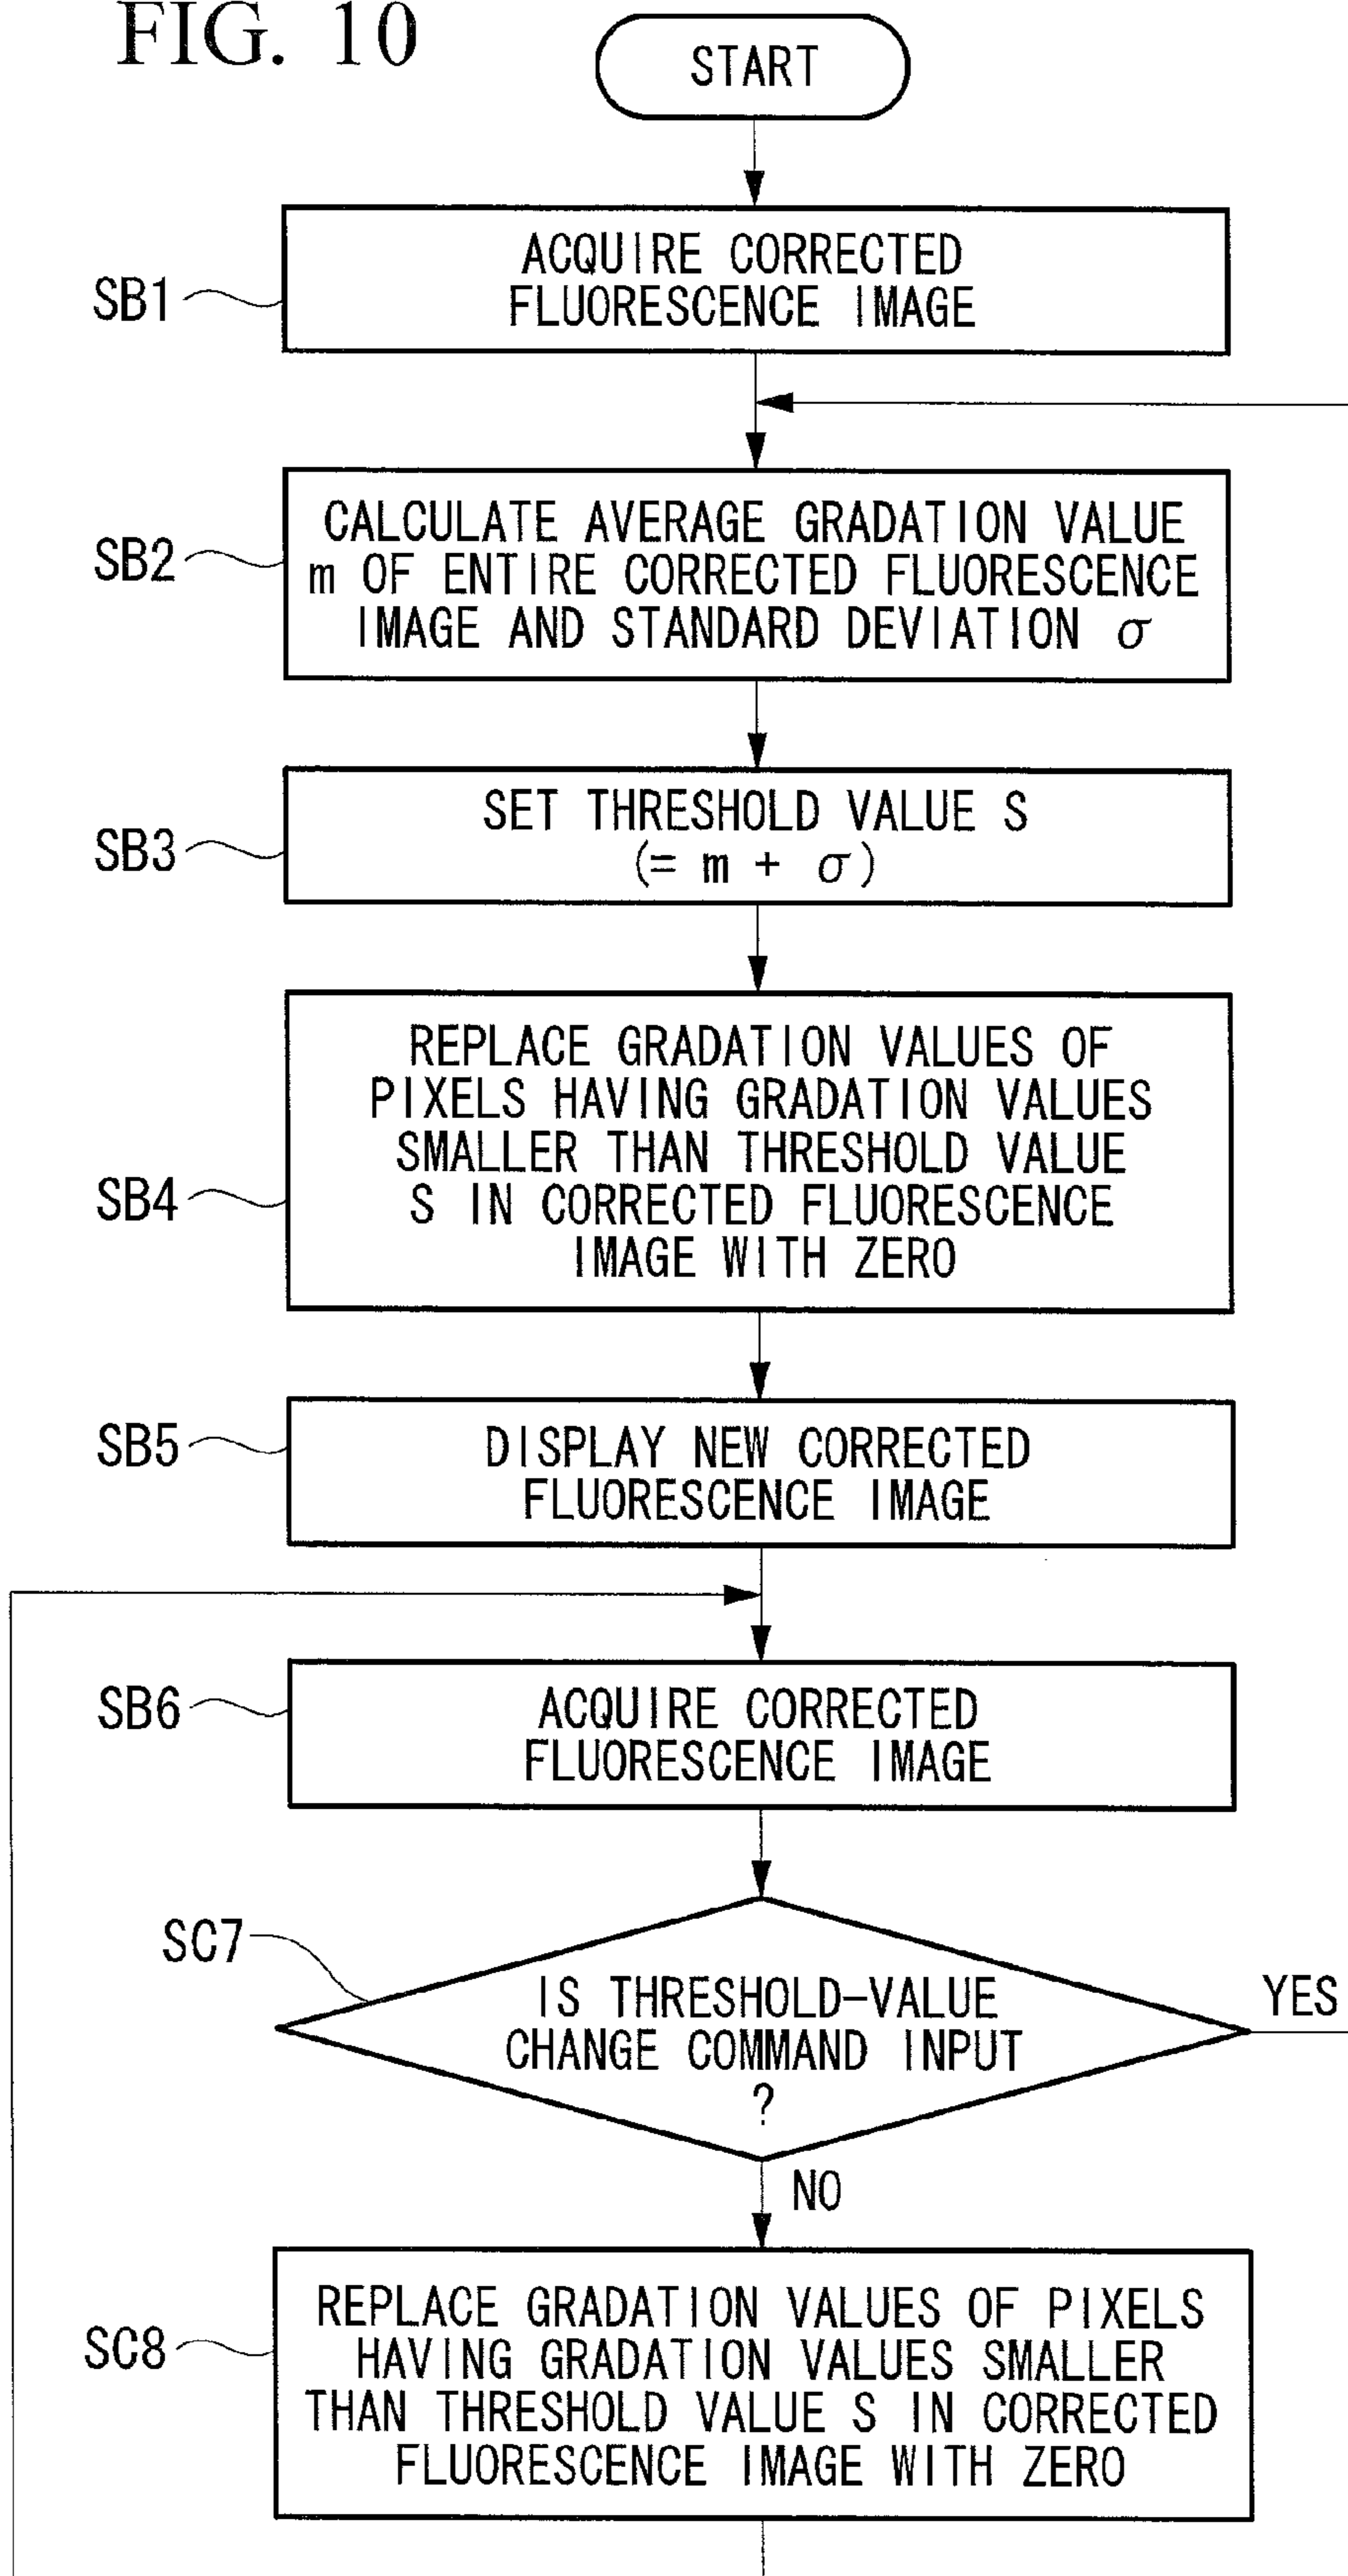 FIG. 10
START
SB1
ACQUIRE CORRECTED
FLUORESCENCE IMAGE
SB2
CALCULATE AVERAGE GRADATION VALUE
m OF ENTIRE CORRECTED FLUORESCENCE
IMAGE AND STANDARD DEVIATION σ
SB3
SET THRESHOLD VALUE S
(= m + σ)
SB4
REPLACE GRADATION VALUES OF
PIXELS HAVING GRADATION VALUES
SMALLER THAN THRESHOLD VALUE
S IN CORRECTED FLUORESCENCE
IMAGE WITH ZERO
SB5
DISPLAY NEW CORRECTED
FLUORESCENCE IMAGE
SB6
ACQUIRE CORRECTED
FLUORESCENCE IMAGE
SC7
IS THRESHOLD-VALUE
CHANGE COMMAND INPUT
?
YES
NO
SC8
REPLACE GRADATION VALUES OF PIXELS
HAVING GRADATION VALUES SMALLER
THAN THRESHOLD VALUE S IN CORRECTED
FLUORESCENCE IMAGE WITH ZERO